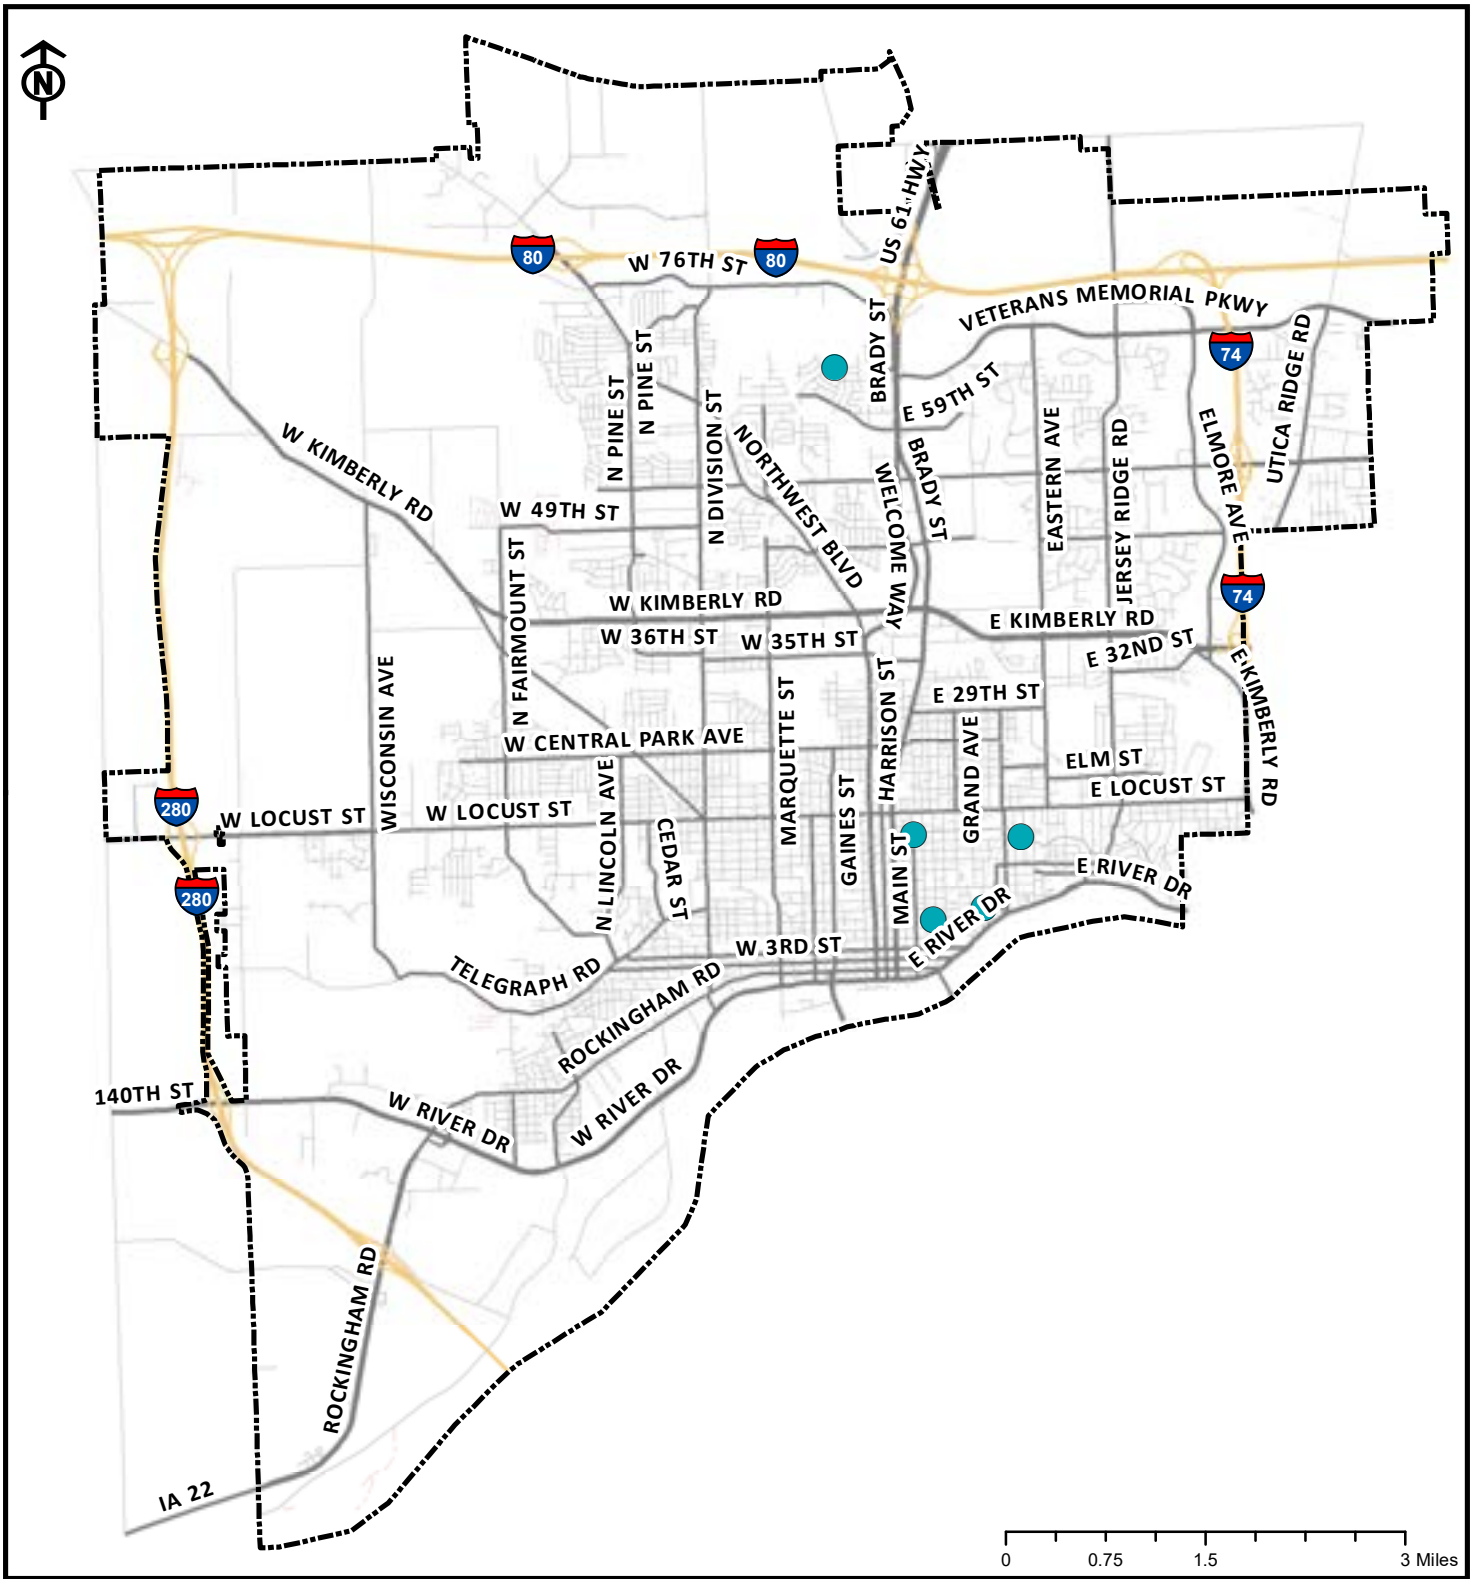 N
US 61 HWY
80
80
W 76TH ST
VETERANS MEMORIAL PKWY
BRADY ST
74
UTICA RIDGE RD
N PINE ST
N PINE ST
E 59TH ST
N DIVISION ST
W KIMBERLY RD
NORTHWEST BLVD
BRADY ST
WELCOME WAY
EASTERN AVE
JERSEY RIDGE RD
ELMORE AVE
W 49TH ST
N FAIRMOUNT ST
74
W KIMBERLY RD
E KIMBERLY RD
W 36TH ST
W 35TH ST
E 32ND ST
E KIMBERLY RD
WISCONSIN AVE
MARQUETTE ST
HARRISON ST
E 29TH ST
GRAND AVE
W CENTRAL PARK AVE
ELM ST
E LOCUST ST
280
W LOCUST ST
W LOCUST ST
N LINCOLN AVE
CEDAR ST
GAINES ST
MAIN ST
E RIVER DR
280
E RIVER DR
W 3RD ST
TELEGRAPH RD
ROCKINGHAM RD
140TH ST
W RIVER DR
W RIVER DR
ROCKINGHAM RD
IA 22
0 0.75 1.5 3 Miles